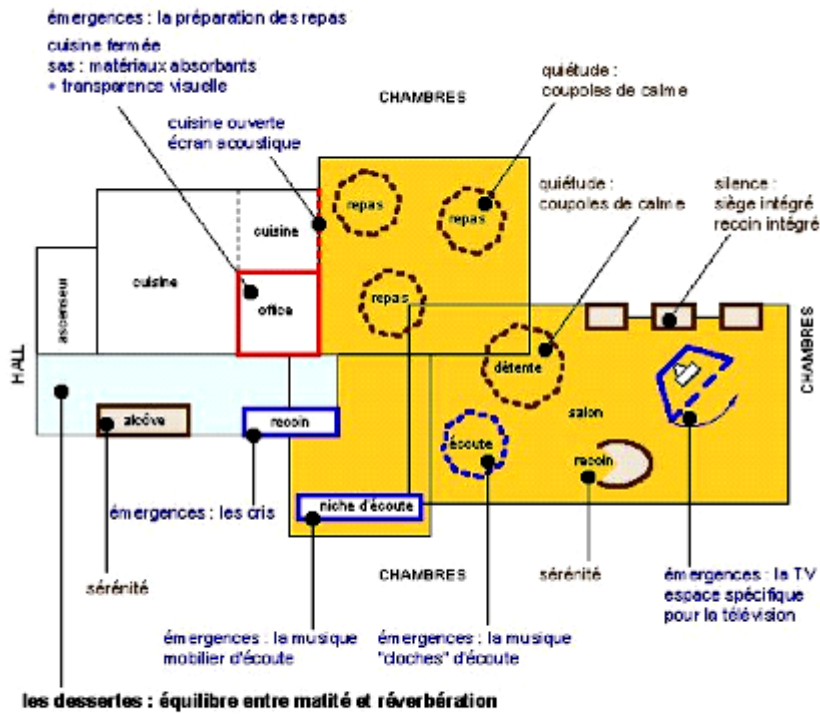 émergences : la préparation des repas
cuisine fermée
sas : matériaux absorbants
+ transparence visuelle
quiétude :
coupoles de calme
CHAMBRES
cuisine ouverte
écran acoustique
quiétude :
coupoles de calme
silence :
siège intégré
recoin intégré
repas
repas
cuisine
cuisine
ascenseur
office
repas
HALL
détente
CHAMBRES
salon
alcôve
recoin
écoute
recoin
niche d'écoute
émergences : les cris
CHAMBRES
sérénité
sérénité
émergences : la TV
espace spécifique
pour la télévision
émergences : la musique
mobilier d'écoute
émergences : la musique
"cloches" d'écoute
les dessertes : équilibre entre matité et réverbération